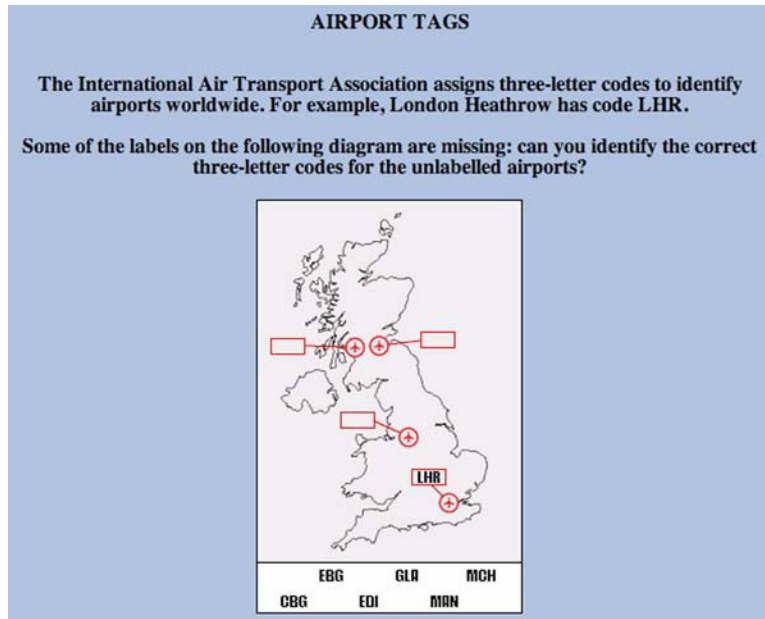 AIRPORT TAGS
The International Air Transport Association assigns three-letter codes to identify
airports worldwide. For example, London Heathrow has code LHR.
Some of the labels on the following diagram are missing: can you identify the correct
three-letter codes for the unlabelled airports?
LHR
EBG GLA MCH
CBG EDI MAN